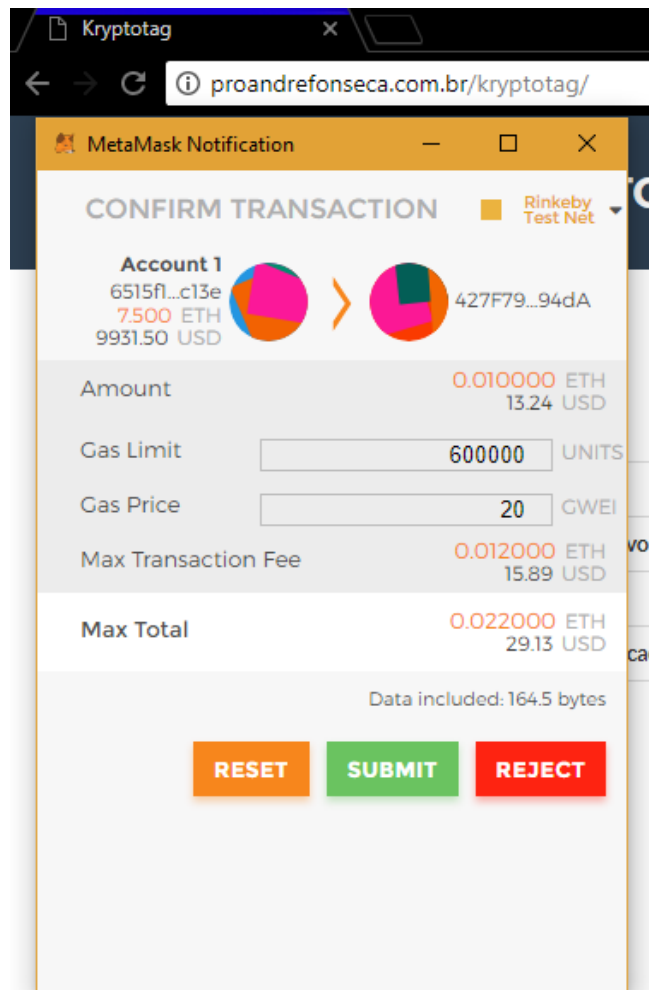 Kryptotag
proandrefonseca.com.br/kryptotag/
MetaMask Notification
CONFIRM TRANSACTION
Rinkeby
Test Net
Account 1
6515f1...c13e
7.500 ETH
9931.50 USD
427F79...94dA
Amount
0.010000 ETH
13.24 USD
Gas Limit
600000 UNITS
Gas Price
20 GWEI
Max Transaction Fee
0.012000 ETH
15.89 USD
Max Total
0.022000 ETH
29.13 USD
Data included: 164.5 bytes
RESET SUBMIT REJECT